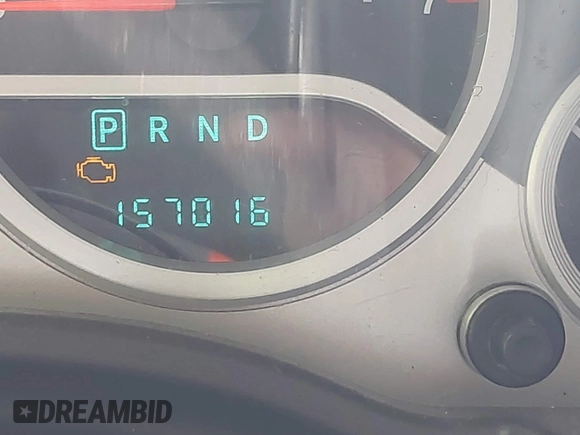 P R N D
157016
DREAMBID